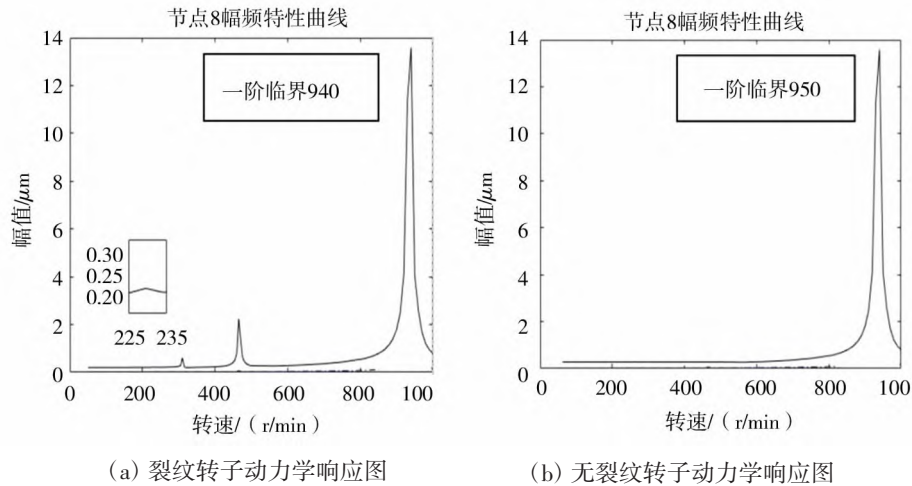 节点8幅频特性曲线
14
12
10
8
6
4
2
0
幅值/μm
一阶临界940
0.30
0.25
0.20
225 235
0 200 400 600 800 100
转速/（r/min）
(a) 裂纹转子动力学响应图
节点8幅频特性曲线
14
12
10
8
6
4
2
0
幅值/μm
一阶临界950
0 200 400 600 800 100
转速/（r/min）
(b) 无裂纹转子动力学响应图